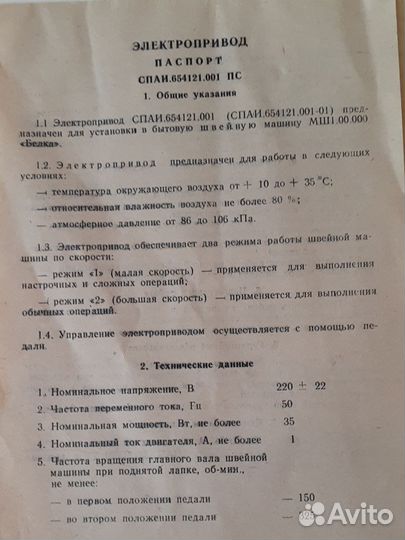 ЭЛЕКТРОПРИВОД
ПАСПОРТ
СПАИ.654121.001 ПС
1. Общие указания
1.1 Электропривод СПАИ.654121.001 (СПАИ.654121.001-01) пред-
назначен для установки в бытовую швейную машину МШ1.00.000
«Белка».
1.2. Электропривод предназначен для работы в следующих
условиях:
— температура окружающего воздуха от + 10 до + 35 °С;
— относительная влажность воздуха не более 80 %;
— атмосферное давление от 86 до 106 кПа.
1.3. Электропривод обеспечивает два режима работы швейной ма-
шины по скорости:
— режим «1» (малая скорость) — применяется для выполнения
настрочных и сложных операций;
— режим «2» (большая скорость) — применяется для выполнения
обычных операций.
1.4. Управление электроприводом осуществляется с помощью пе-
дали.
2. Технические данные
1. Номинальное напряжение, В 220 ± 22
2. Частота переменного тока, Гц 50
3. Номинальная мощность, Вт, не более 35
4. Номинальный ток двигателя, А, не более 1
5. Частота вращения главного вала швейной
машины при поднятой лапке, об-мин.,
не менее:
— в первом положении педали — 150
— во втором положении педали
Avito